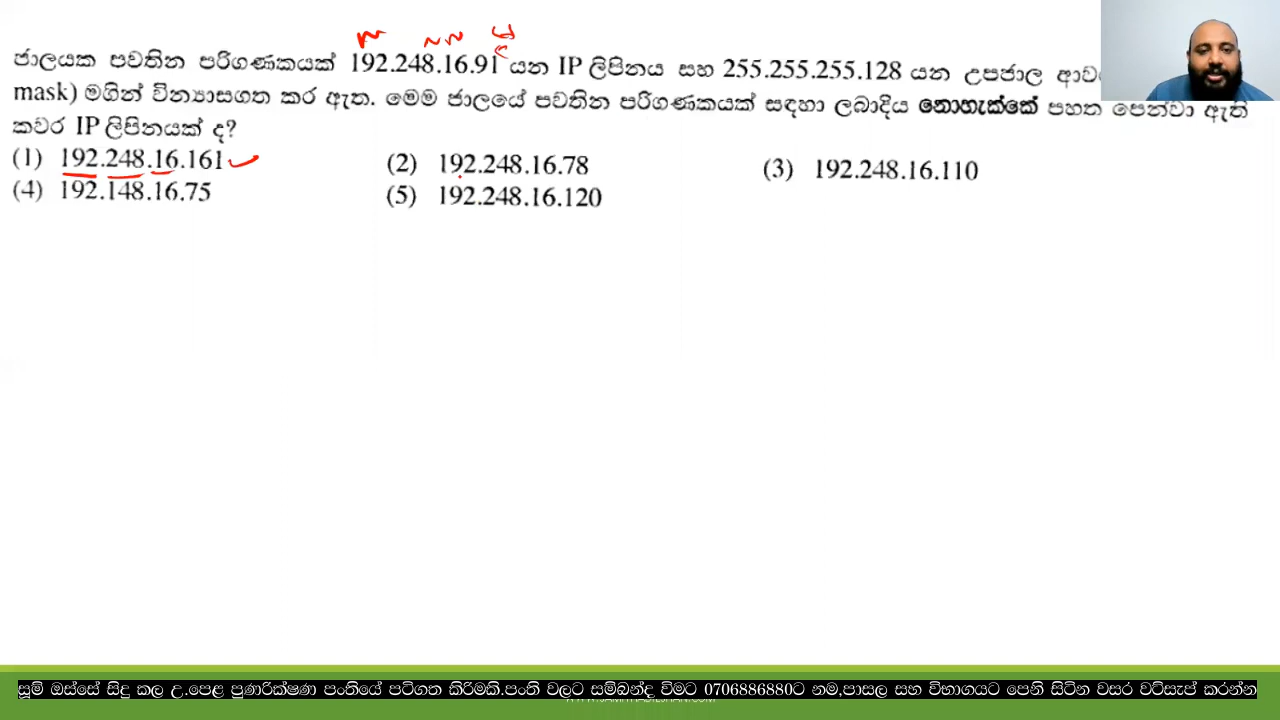 ජාලයක පවතින පරිගණකයක් 192.248.16.91 යන IP ලිපිනය සහ 255.255.255.128 යන උපජාල
mask) මගින් වින්‍යාසගත කර ඇත. මෙම ජාලයේ පවතින පරිගණකයක් සඳහා ලබාදිය නොහැක්කේ පහත පෙන්වා ඇති
කවර IP ලිපිනයක් ද?
(1) 192.248.16.161 (2) 192.248.16.78 (3) 192.248.16.110
(4) 192.148.16.75 (5) 192.248.16.120
සූම් ඔස්සේ සිදු කල උ.පෙළ පුණරික්ෂණ පංතියේ පටිගත කිරිමකි.පංති වලට සම්බන්ද වීමට 0706886880ට නම,පාසල සහ විභාගයට පෙනී සිටින වසර වට්සැප් කරන්න